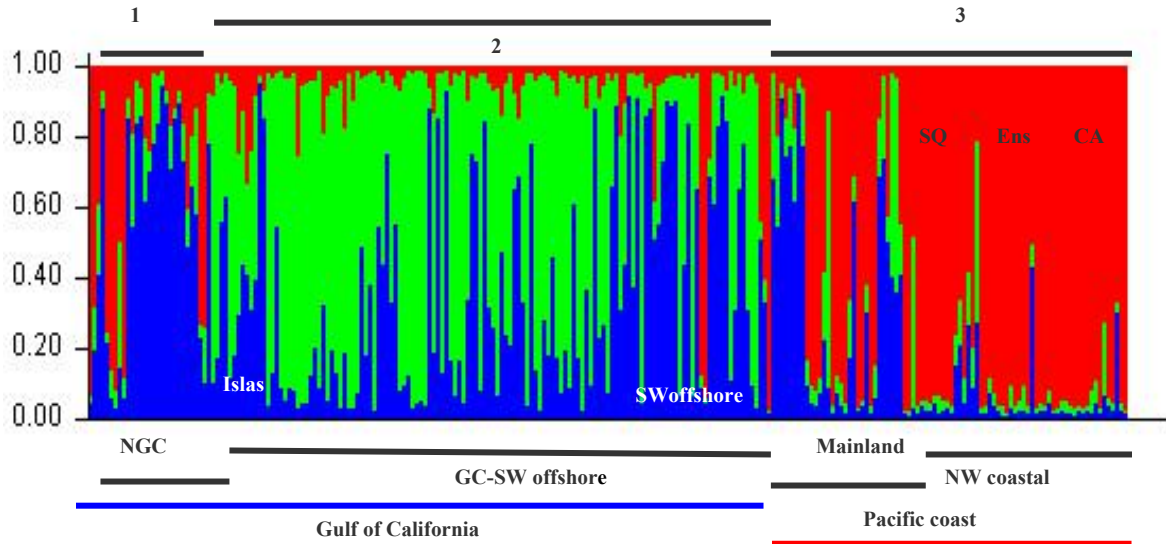 1
3
2
1.00
0.80
SQ Ens CA
0.60
0.40
0.20
Islas
SWoffshore
0.00
NGC
Mainland
GC-SW offshore
NW coastal
Gulf of California
Pacific coast